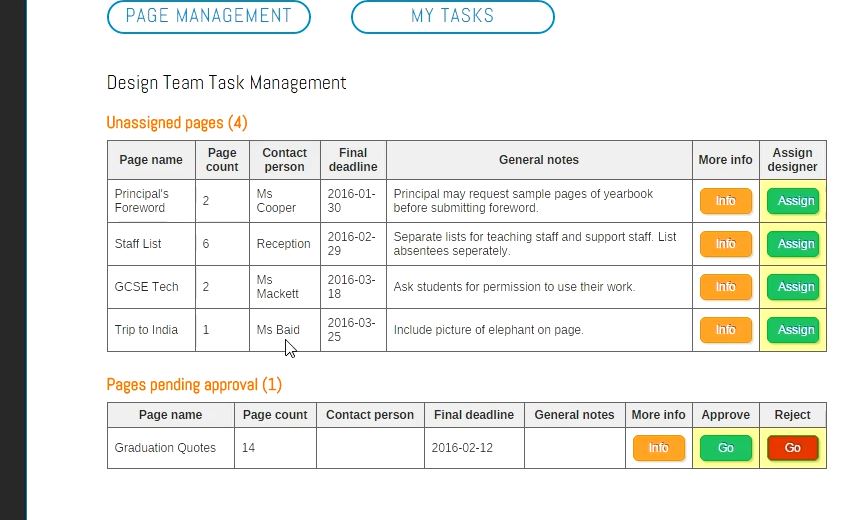 PAGE MANAGEMENT MY TASKS
Design Team Task Management
Unassigned pages (4)
Page name Page count Contact person Final deadline General notes More info Assign designer
Principal's Foreword 2 Ms Cooper 2016-01-30 Principal may request sample pages of yearbook before submitting foreword. Info Assign
Staff List 6 Reception 2016-02-29 Separate lists for teaching staff and support staff. List absentees seperately. Info Assign
GCSE Tech 2 Ms Mackett 2016-03-18 Ask students for permission to use their work. Info Assign
Trip to India 1 Ms Baid 2016-03-25 Include picture of elephant on page. Info Assign
Pages pending approval (1)
Page name Page count Contact person Final deadline General notes More info Approve Reject
Graduation Quotes 14 2016-02-12 Info Go Go